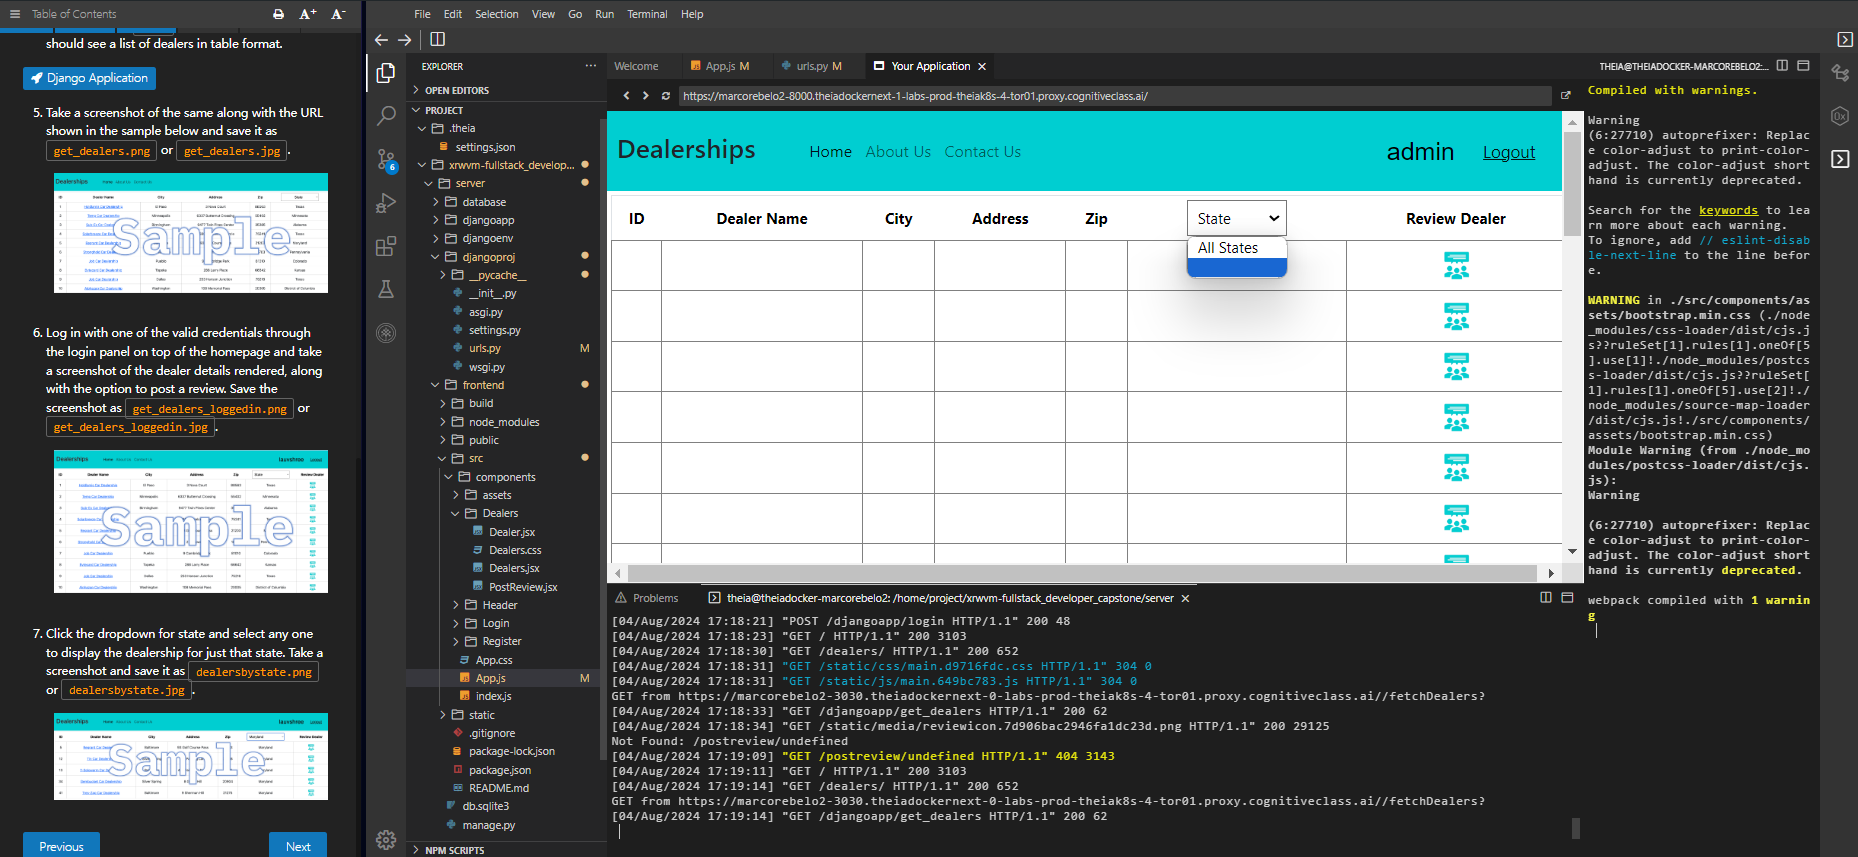 Table of Contents
A+ A-
should see a list of dealers in table format.
Django Application
5. Take a screenshot of the same along with the URL
shown in the sample below and save it as
get_dealers.png or get_dealers.jpg.
Sample
6. Log in with one of the valid credentials through
the login panel on top of the homepage and take
a screenshot of the dealer details rendered, along
with the option to post a review. Save the
screenshot as get_dealers_loggedin.png or
get_dealers_loggedin.jpg.
Sample
7. Click the dropdown for state and select any one
to display the dealership for just that state. Take a
screenshot and save it as dealersbystate.png
or dealersbystate.jpg.
Sample
Previous
Next
File Edit Selection View Go Run Terminal Help
6
EXPLORER
OPEN EDITORS
PROJECT
.theia
settings.json
xrwvm-fullstack_develop...
server
database
djangoapp
djangoenv
djangoproj
__pycache__
__init__.py
asgi.py
settings.py
urls.py M
wsgi.py
frontend
build
node_modules
public
src
components
assets
Dealers
Dealer.jsx
Dealers.css
Dealers.jsx
PostReview.jsx
Header
Login
Register
App.css
App.js M
index.js
static
.gitignore
package-lock.json
package.json
README.md
db.sqlite3
manage.py
NPM SCRIPTS
Welcome
App.js M
urls.py M
Your Application
https://marcorebelo2-8000.theiadockernext-1-labs-prod-theiak8s-4-tor01.proxy.cognitiveclass.ai/
Dealerships
Home About Us Contact Us
admin Logout
ID Dealer Name City Address Zip State Review Dealer
All States
Problems
theia@theiadocker-marcorebelo2: /home/project/xrwvm-fullstack_developer_capstone/server
[04/Aug/2024 17:18:21] "POST /djangoapp/login HTTP/1.1" 200 48
[04/Aug/2024 17:18:23] "GET / HTTP/1.1" 200 3103
[04/Aug/2024 17:18:30] "GET /dealers/ HTTP/1.1" 200 652
[04/Aug/2024 17:18:31] "GET /static/css/main.d9716fdc.css HTTP/1.1" 304 0
[04/Aug/2024 17:18:31] "GET /static/js/main.649bc783.js HTTP/1.1" 304 0
GET from https://marcorebelo2-3030.theiadockernext-0-labs-prod-theiak8s-4-tor01.proxy.cognitiveclass.ai//fetchDealers?
[04/Aug/2024 17:18:33] "GET /djangoapp/get_dealers HTTP/1.1" 200 62
[04/Aug/2024 17:18:34] "GET /static/media/reviewicon.7d906bac2946fa1dc23d.png HTTP/1.1" 200 29125
Not Found: /postreview/undefined
[04/Aug/2024 17:19:09] "GET /postreview/undefined HTTP/1.1" 404 3143
[04/Aug/2024 17:19:11] "GET / HTTP/1.1" 200 3103
[04/Aug/2024 17:19:14] "GET /dealers/ HTTP/1.1" 200 652
GET from https://marcorebelo2-3030.theiadockernext-0-labs-prod-theiak8s-4-tor01.proxy.cognitiveclass.ai//fetchDealers?
[04/Aug/2024 17:19:14] "GET /djangoapp/get_dealers HTTP/1.1" 200 62
THEIA@THEIADOCKER-MARCOREBELO2:...
Compiled with warnings.
Warning
(6:27710) autoprefixer: Replac
e color-adjust to print-color-
adjust. The color-adjust short
hand is currently deprecated.
Search for the keywords to lea
rn more about each warning.
To ignore, add // eslint-disab
le-next-line to the line befor
e.
WARNING in ./src/components/as
sets/bootstrap.min.css (./node
_modules/css-loader/dist/cjs.j
s??ruleSet[1].rules[1].oneOf[5
].use[1]!./node_modules/postcs
s-loader/dist/cjs.js??ruleSet[
1].rules[1].oneOf[5].use[2]!./
node_modules/source-map-loader
/dist/cjs.js!./src/components/
assets/bootstrap.min.css)
Module Warning (from ./node_mo
dules/postcss-loader/dist/cjs.
js):
Warning
(6:27710) autoprefixer: Replac
e color-adjust to print-color-
adjust. The color-adjust short
hand is currently deprecated.
webpack compiled with 1 warnin
g